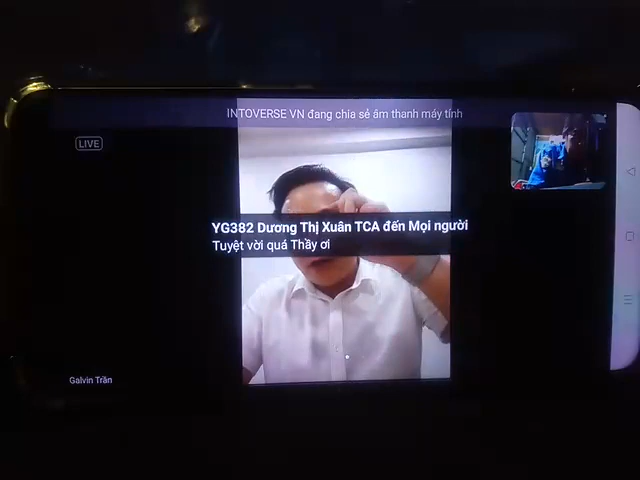 INTOVERSE VN đang chia sẻ âm thanh máy tính
LIVE
YG382 Dương Thị Xuân TCA đến Mọi người
Tuyệt vời quá Thầy ơi
Galvin Trần